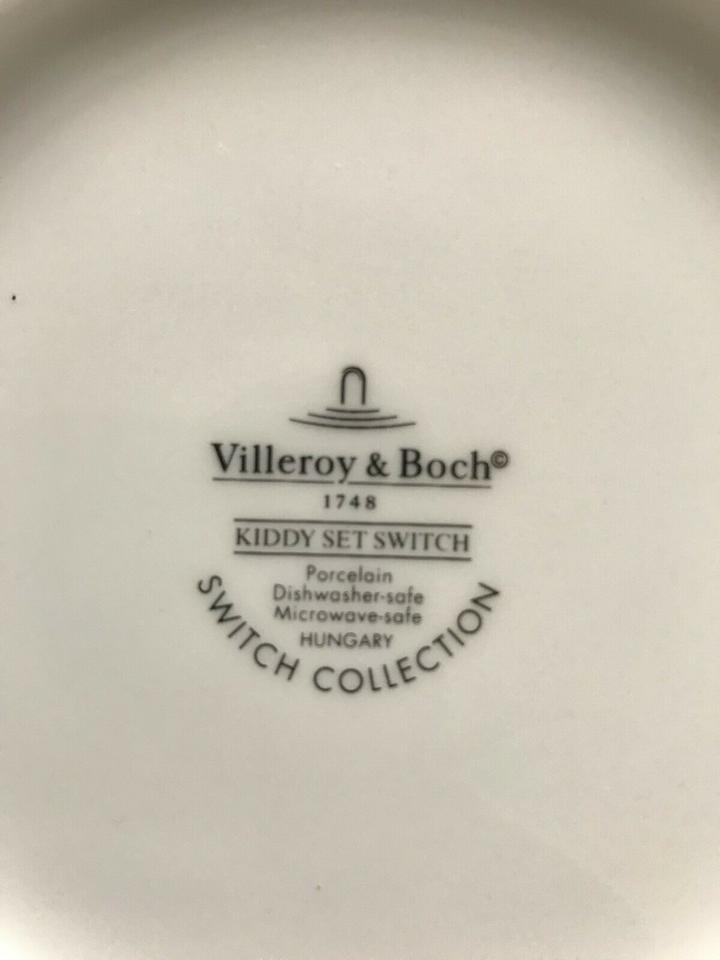 Villeroy & Boch©
1748
KIDDY SET SWITCH
Porcelain
Dishwasher-safe
Microwave-safe
HUNGARY
SWITCH COLLECTION